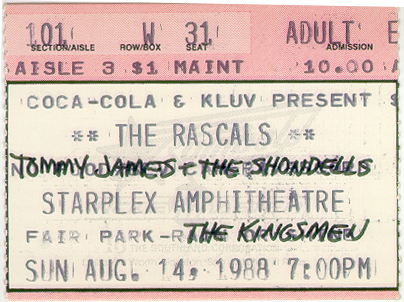 101 W 31 ADULT E
SECTION/AISLE ROW/BOX SEAT ADMISSION
AISLE 3 $1 MAINT 10.00 A
COCA-COLA & KLUV PRESENT $
** THE RASCALS **
TOMMY JAMES & THE SHONDELLS
STARPLEX AMPHITHEATRE
FAIR PARK-R THE KINGSMEN
SUN AUG. 14, 1988 7:00PM